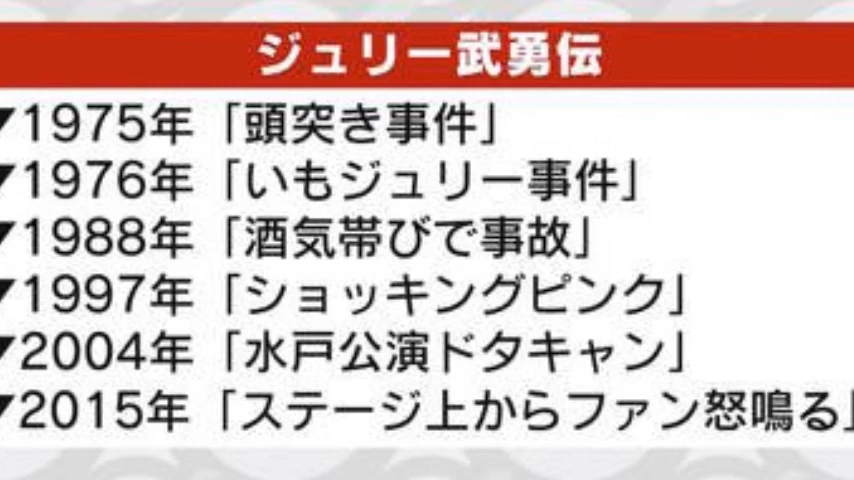 ジュリー武勇伝
▼1975年「頭突き事件」
▼1976年「いもジュリー事件」
▼1988年「酒気帯びで事故」
▼1997年「ショッキングピンク」
▼2004年「水戸公演ドタキャン」
▼2015年「ステージ上からファン怒鳴る」